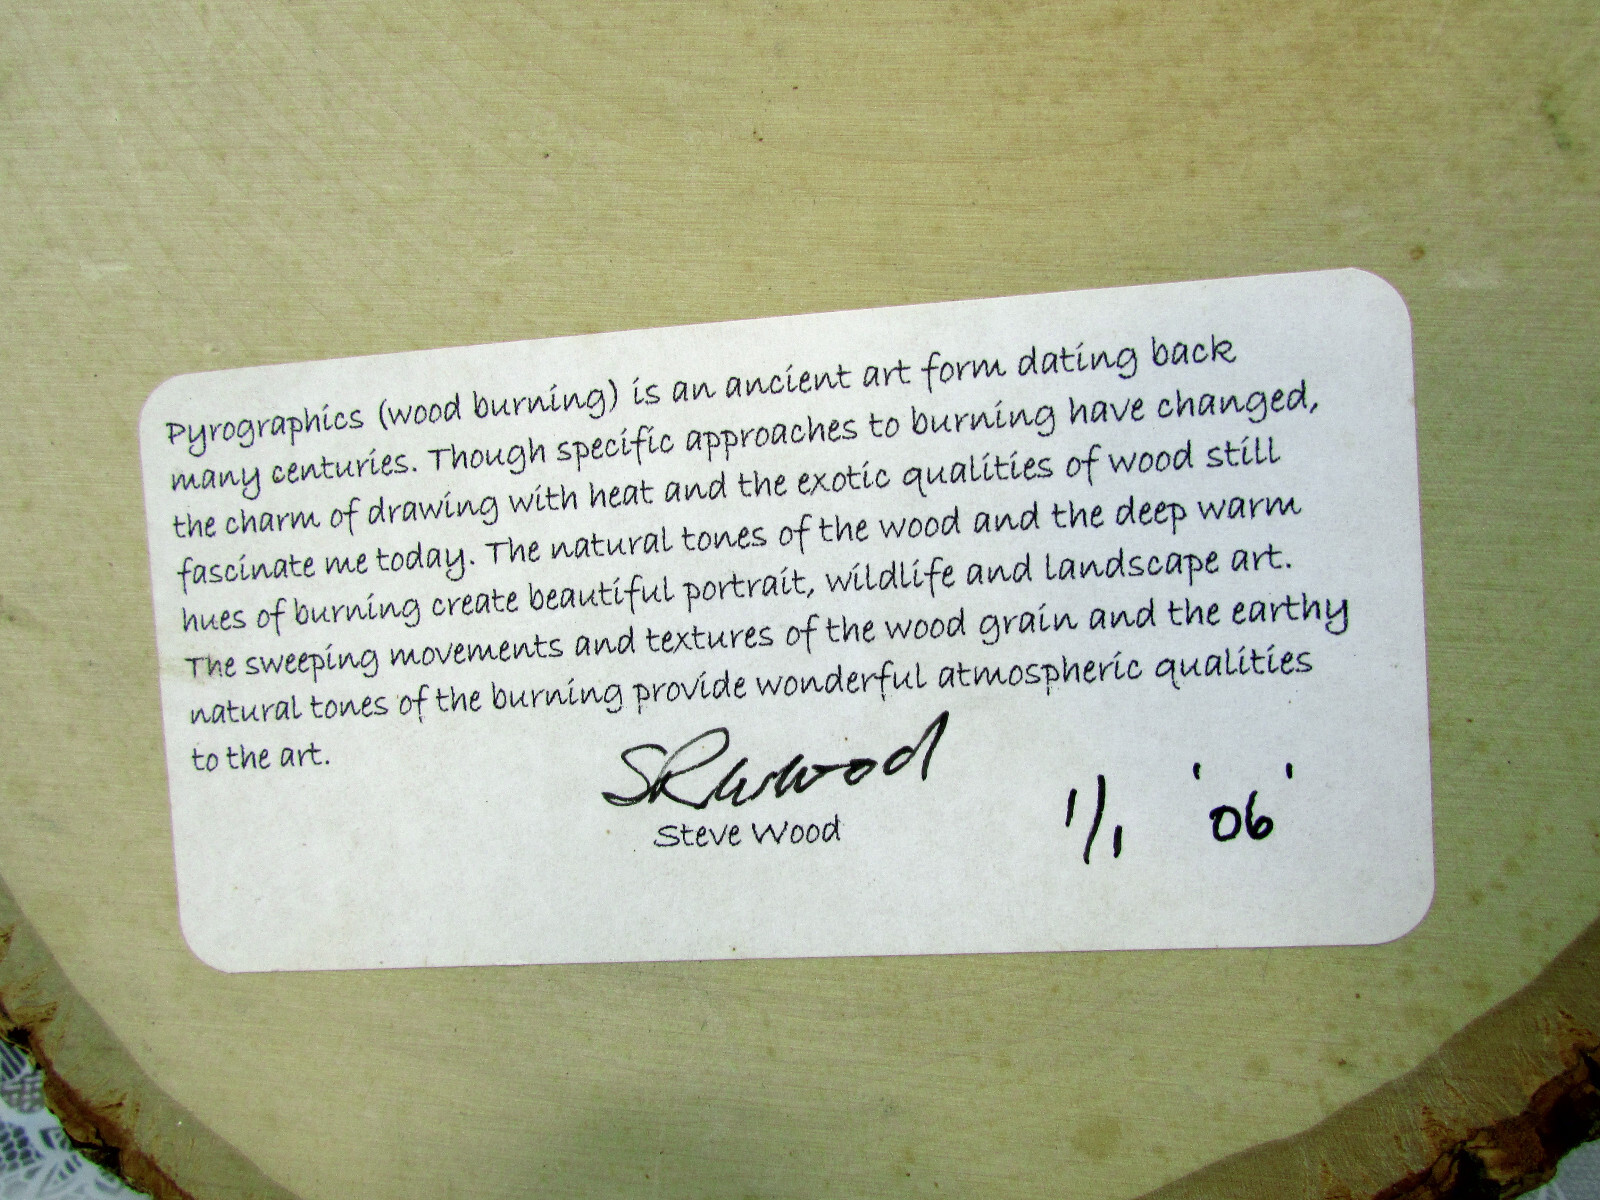 Pyrographics (wood burning) is an ancient art form dating back
many centuries. Though specific approaches to burning have changed,
the charm of drawing with heat and the exotic qualities of wood still
fascinate me today. The natural tones of the wood and the deep warm
hues of burning create beautiful portrait, wildlife and landscape art.
The sweeping movements and textures of the wood grain and the earthy
natural tones of the burning provide wonderful atmospheric qualities
to the art.
SRWood
Steve Wood
1/1 '06'